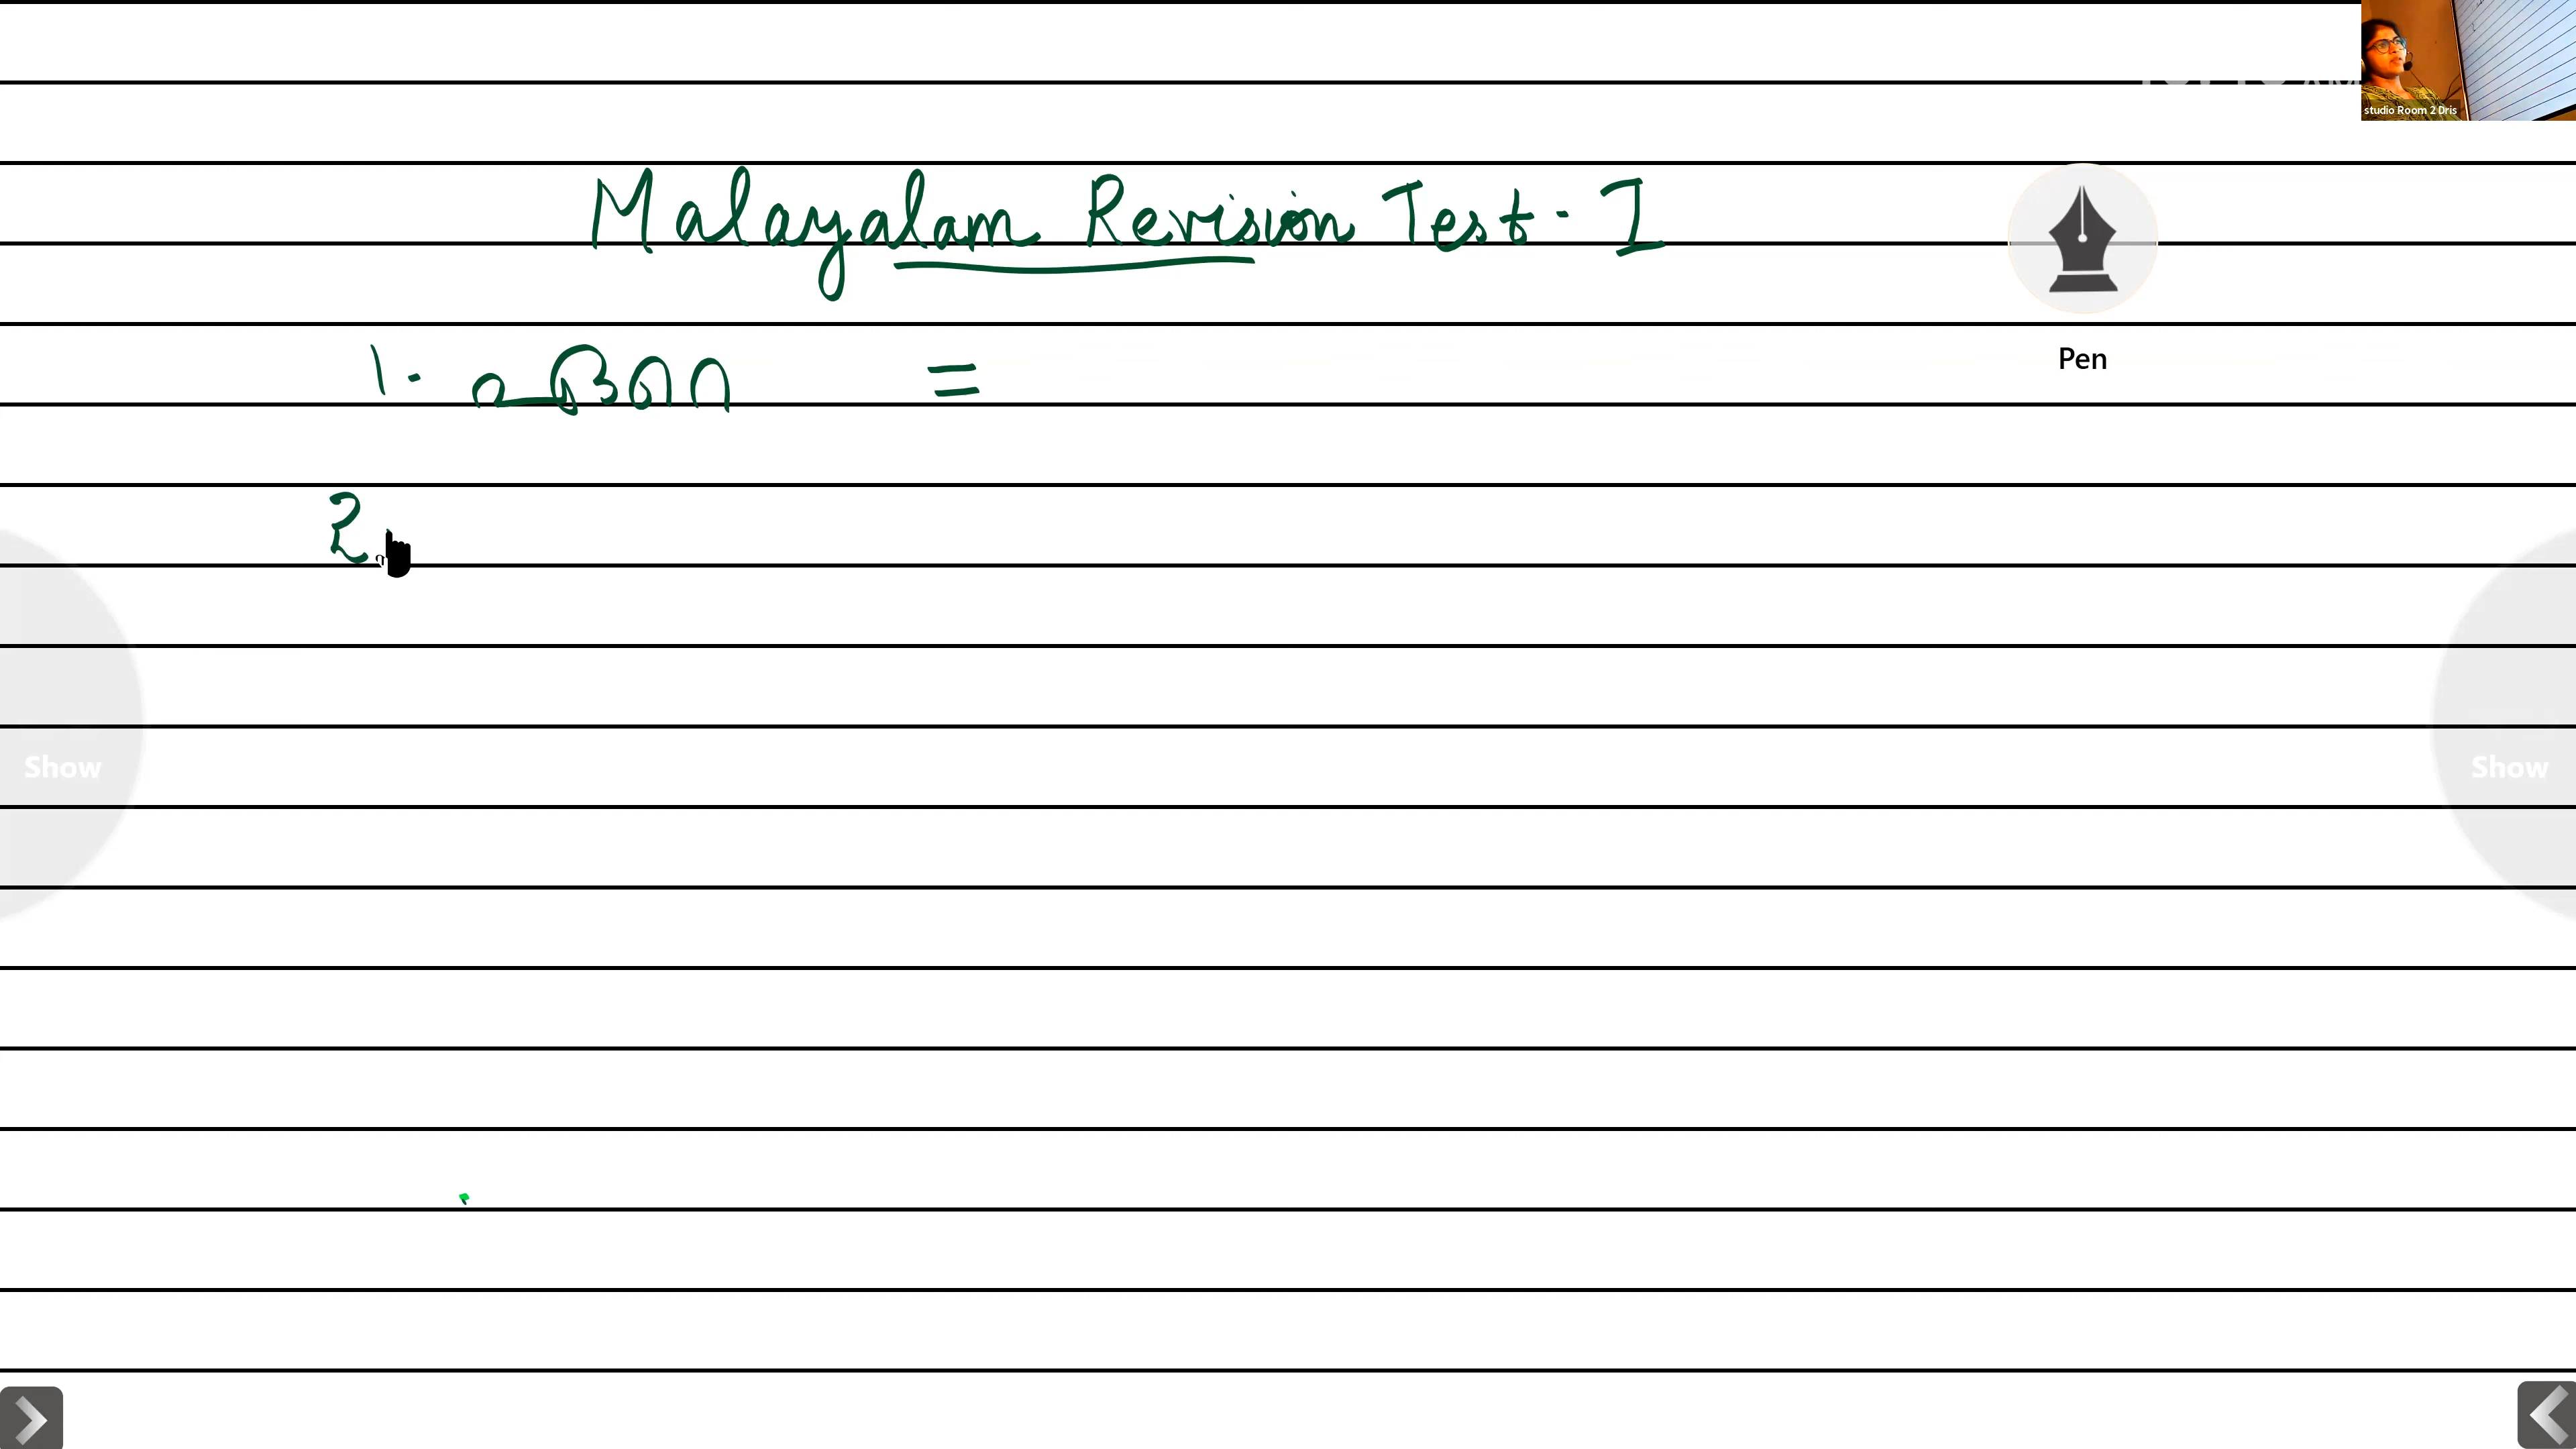 Malayalam Revision Test - I
1. =
2.
Pen
Show
Show
studio Room 2 Dris